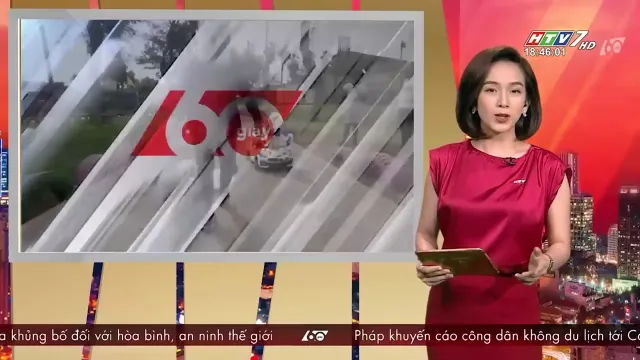 HTV7 HD
18:46:01
60
60 giây
a khủng bố đối với hòa bình, an ninh thế giới 60 Pháp khuyến cáo công dân không du lịch tới C